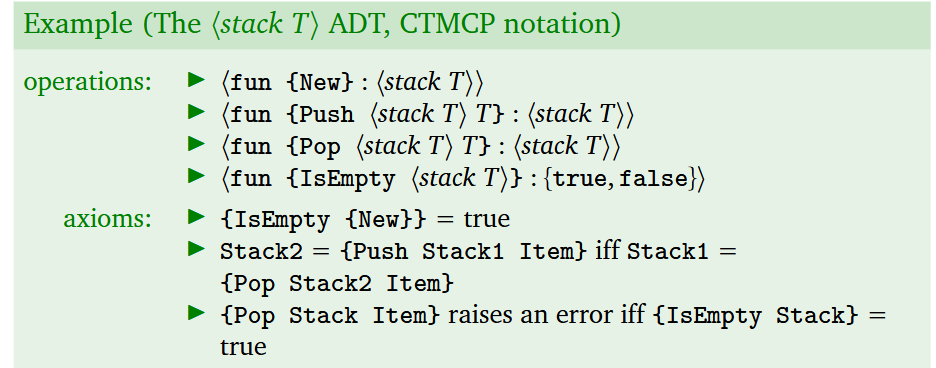 Example (The ⟨stack T⟩ ADT, CTMCP notation)
operations: ▶ ⟨fun {New} : ⟨stack T⟩⟩
▶ ⟨fun {Push ⟨stack T⟩ T} : ⟨stack T⟩⟩
▶ ⟨fun {Pop ⟨stack T⟩ T} : ⟨stack T⟩⟩
▶ ⟨fun {IsEmpty ⟨stack T⟩} : {true, false}⟩
axioms: ▶ {IsEmpty {New}} = true
▶ Stack2 = {Push Stack1 Item} iff Stack1 =
{Pop Stack2 Item}
▶ {Pop Stack Item} raises an error iff {IsEmpty Stack} =
true